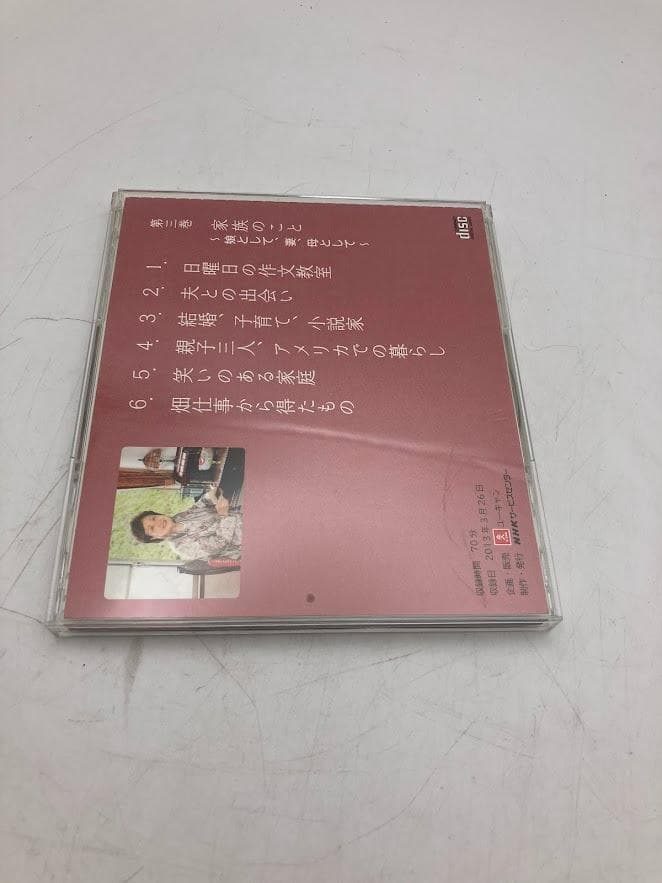 第三巻
家族のこと
～娘として、妻、母として～
1. 日曜日の作文教室
2. 夫との出会い
3. 結婚、子育て、小説家
4. 親子三人、アメリカでの暮らし
5. 笑いのある家庭
6. 畑仕事から得たもの
disc
収録時間 70分
収録日 2013年3月26日
企画・販売 ユーキャン
制作・発行 NHKサービスセンター